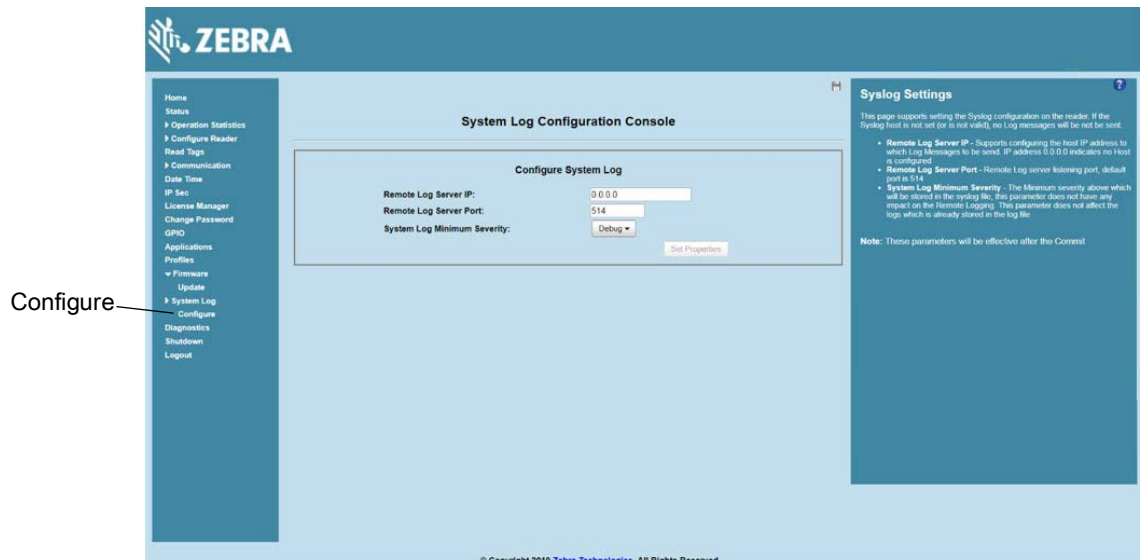 ZEBRA
Home
Status
Operation Statistics
Configure Reader
Read Tags
Communication
Date Time
IP Sec
License Manager
Change Password
GPIO
Applications
Profiles
Firmware
Update
System Log
Configure
Diagnostics
Shutdown
Logout
Configure
System Log Configuration Console
Configure System Log
Remote Log Server IP: 0.0.0.0
Remote Log Server Port: 514
System Log Minimum Severity: Debug
Set Properties
?
Syslog Settings
This page supports setting the Syslog configuration on the reader. If the
Syslog host is not set (or is not valid), no Log messages will be not be sent.
• Remote Log Server IP - Supports configuring the host IP address to
which Log Messages to be send. IP address 0.0.0.0 indicates no Host
is configured
• Remote Log Server Port - Remote Log server listening port, default
port is 514
• System Log Minimum Severity - The Minimum severity above which
will be stored in the syslog file, this parameter does not have any
impact on the Remote Logging. This parameter does not affect the
logs which is already stored in the log file
Note: These parameters will be effective after the Commit
© Copyright 2019 Zebra Technologies. All Rights Reserved.